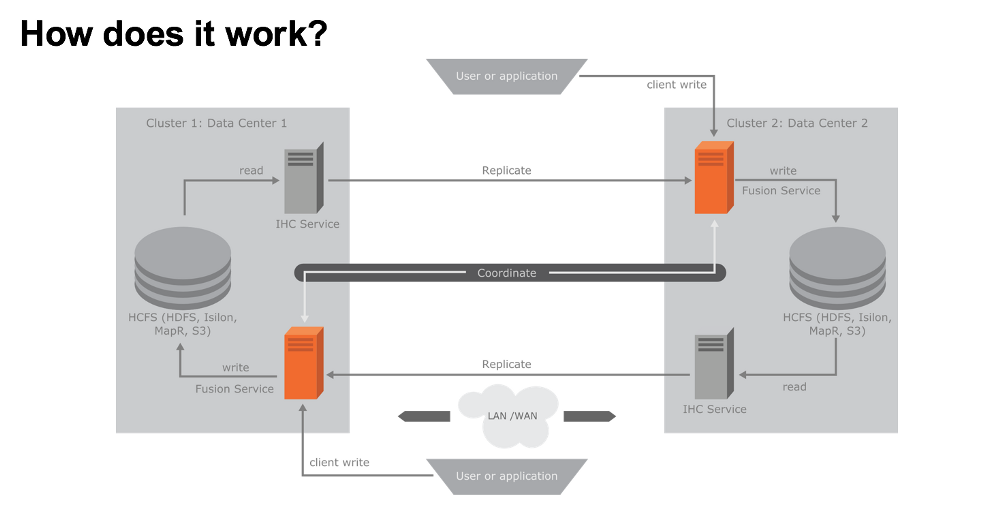 How does it work?
User or application
client write
Cluster 1: Data Center 1
Cluster 2: Data Center 2
read
Replicate
write
Fusion Service
IHC Service
Coordinate
HCFS (HDFS, Isilon,
MapR, S3)
HCFS (HDFS, Isilon,
MapR, S3)
write
Fusion Service
Replicate
read
IHC Service
LAN /WAN
client write
User or application